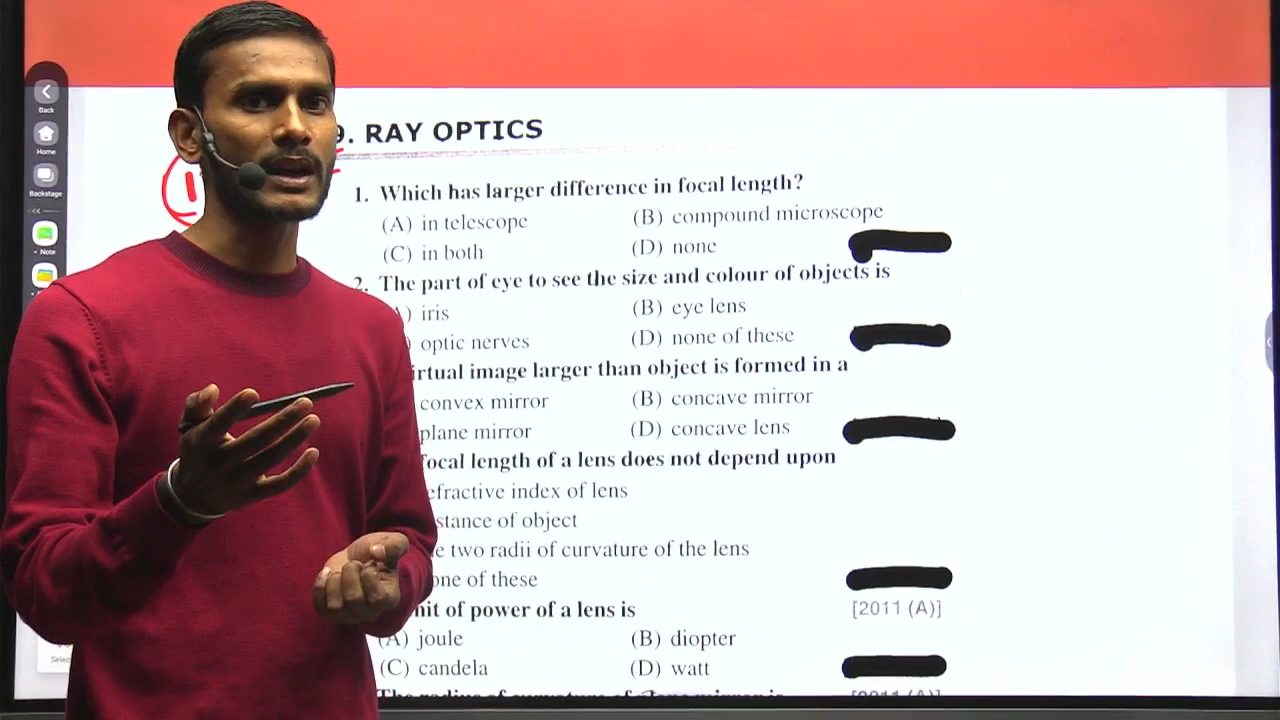 Back
Home
Backstage
<<
Note
9. RAY OPTICS
1
1. Which has larger difference in focal length?
(A) in telescope (B) compound microscope
(C) in both (D) none
2. The part of eye to see the size and colour of objects is
) iris (B) eye lens
) optic nerves (D) none of these
irtual image larger than object is formed in a
convex mirror (B) concave mirror
plane mirror (D) concave lens
focal length of a lens does not depend upon
efractive index of lens
stance of object
e two radii of curvature of the lens
one of these
nit of power of a lens is [2011 (A)]
(A) joule (B) diopter
(C) candela (D) watt